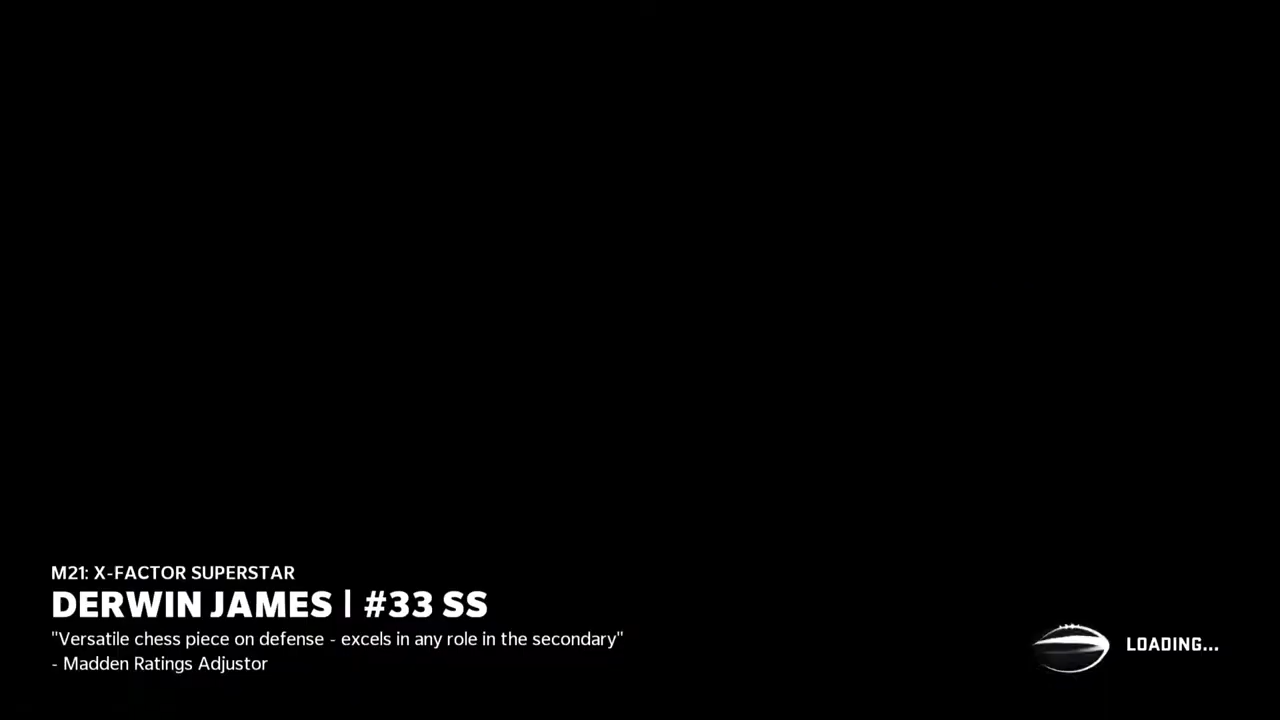 M21: X-FACTOR SUPERSTAR
DERWIN JAMES | #33 SS
"Versatile chess piece on defense - excels in any role in the secondary"
- Madden Ratings Adjustor
LOADING...